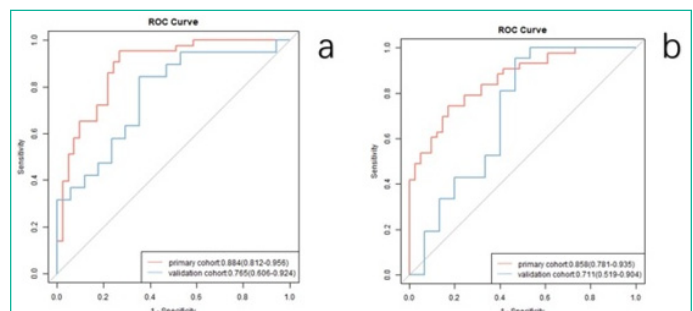 ROC Curve
a
Sensitivity
0.0 0.2 0.4 0.6 0.8 1.0
primary cohort:0.884(0.812-0.956)
validation cohort:0.765(0.606-0.924)
0.0 0.2 0.4 0.6 0.8 1.0
1 - Specificity
ROC Curve
b
Sensitivity
0.0 0.2 0.4 0.6 0.8 1.0
primary cohort:0.858(0.781-0.935)
validation cohort:0.711(0.519-0.904)
0.0 0.2 0.4 0.6 0.8 1.0
1 - Specificity